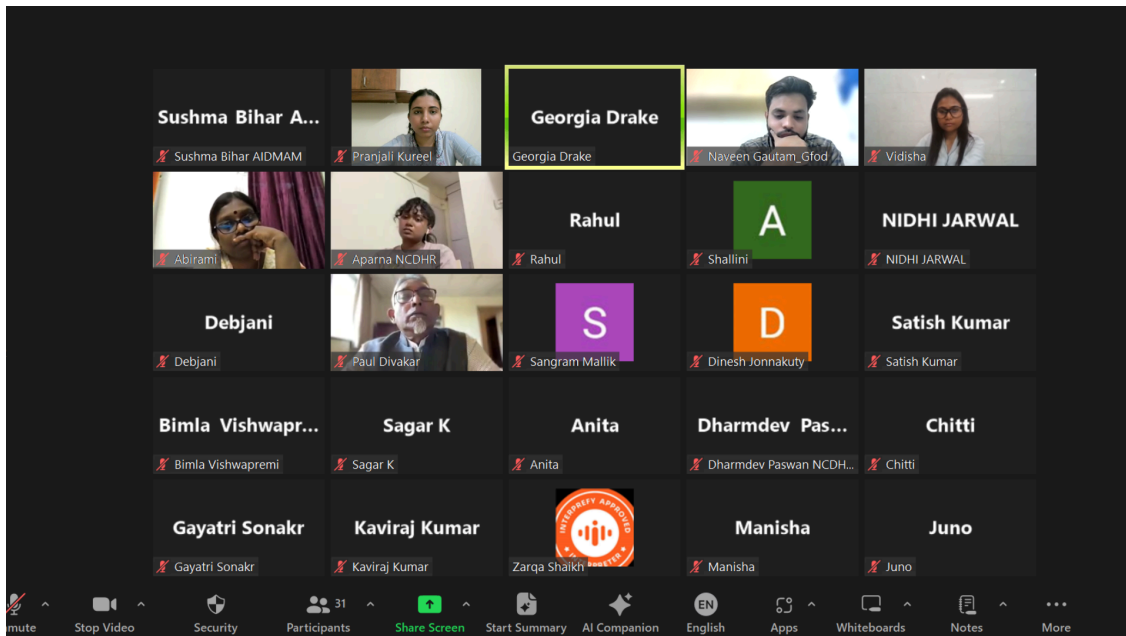 Sushma Bihar A...
Sushma Bihar AIDMAM
Pranjali Kureel
Georgia Drake
Georgia Drake
Naveen Gautam_Gfod
Vidisha
Abirami
Aparna NCDHR
Rahul
Rahul
A
Shallini
NIDHI JARWAL
NIDHI JARWAL
Debjani
Debjani
Paul Divakar
S
Sangram Mallik
D
Dinesh Jonnakuty
Satish Kumar
Satish Kumar
Bimla Vishwapr...
Bimla Vishwapremi
Sagar K
Sagar K
Anita
Anita
Dharmdev Pas...
Dharmdev Paswan NCDH...
Chitti
Chitti
Gayatri Sonakr
Gayatri Sonakr
Kaviraj Kumar
Kaviraj Kumar
INTERPREFY APPROVED
Zarqa Shaikh
Manisha
Manisha
Juno
Juno
mute
Stop Video
Security
31
Participants
Share Screen
Start Summary
AI Companion
EN
English
Apps
Whiteboards
Notes
More